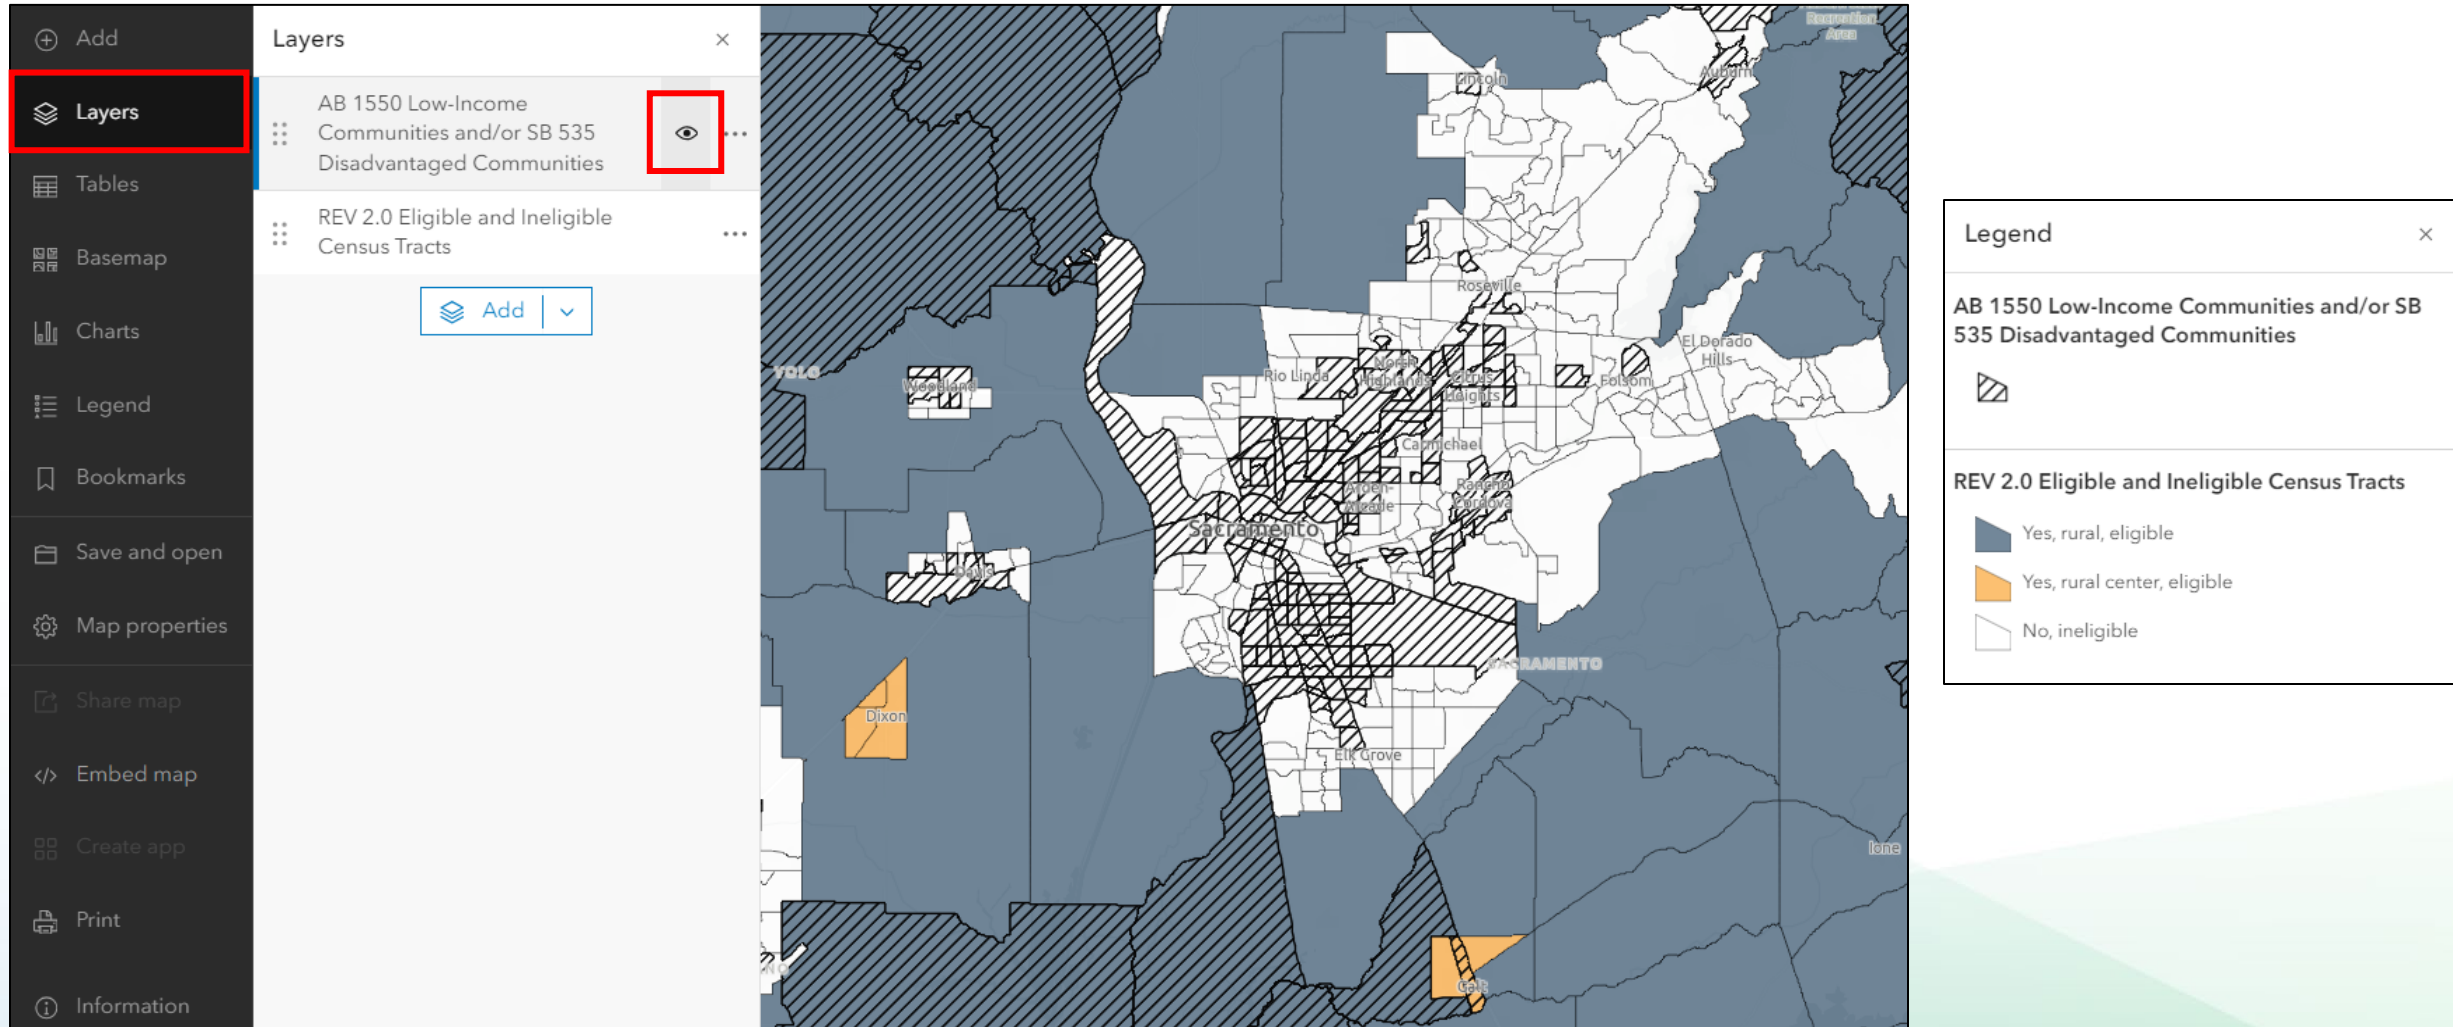 Add
Layers
Tables
Basemap
Charts
Legend
Bookmarks
Save and open
Map properties
Share map
Embed map
Create app
Print
Information
Layers
AB 1550 Low-Income
Communities and/or SB 535
Disadvantaged Communities
REV 2.0 Eligible and Ineligible
Census Tracts
Add
Recreation
Area
Lincoln
Auburn
Roseville
El Dorado
Hills
YOLO
Woodland
Rio Linda
North
Highlands
Citrus
Heights
Folsom
Carmichael
Arden-
Arcade
Rancho
Cordova
Sacramento
Davis
SACRAMENTO
Dixon
Elk Grove
Ione
Galt
Legend
AB 1550 Low-Income Communities and/or SB
535 Disadvantaged Communities
REV 2.0 Eligible and Ineligible Census Tracts
Yes, rural, eligible
Yes, rural center, eligible
No, ineligible